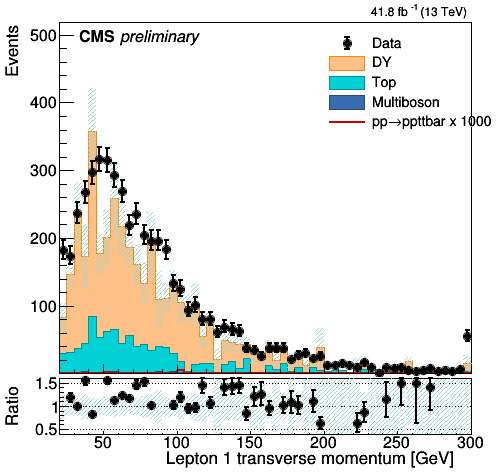 41.8 fb⁻¹ (13 TeV)
Events
500
400
300
200
100
CMS preliminary
Data
DY
Top
Multiboson
pp→ppttbar x 1000
Ratio
1.5
1
0.5
50 100 150 200 250 300
Lepton 1 transverse momentum [GeV]